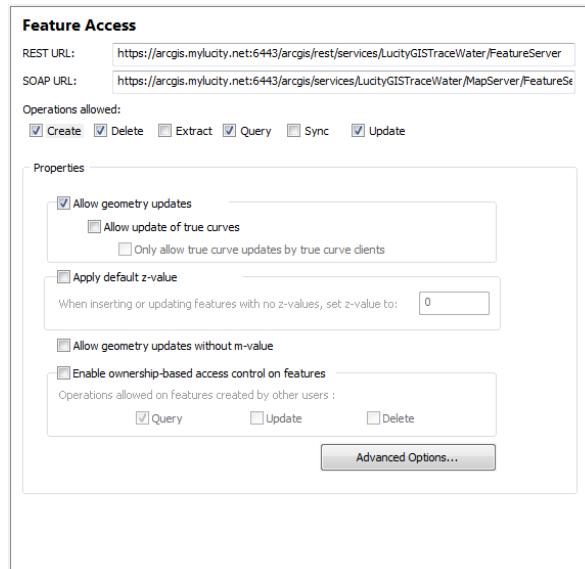 Feature Access
REST URL: https://arcgis.mylucity.net:6443/arcgis/rest/services/LucityGISTraceWater/FeatureServer
SOAP URL: https://arcgis.mylucity.net:6443/arcgis/services/LucityGISTraceWater/MapServer/FeatureSe
Operations allowed:
Create Delete Extract Query Sync Update
Properties
Allow geometry updates
Allow update of true curves
Only allow true curve updates by true curve clients
Apply default z-value
When inserting or updating features with no z-values, set z-value to: 0
Allow geometry updates without m-value
Enable ownership-based access control on features
Operations allowed on features created by other users :
Query Update Delete
Advanced Options...